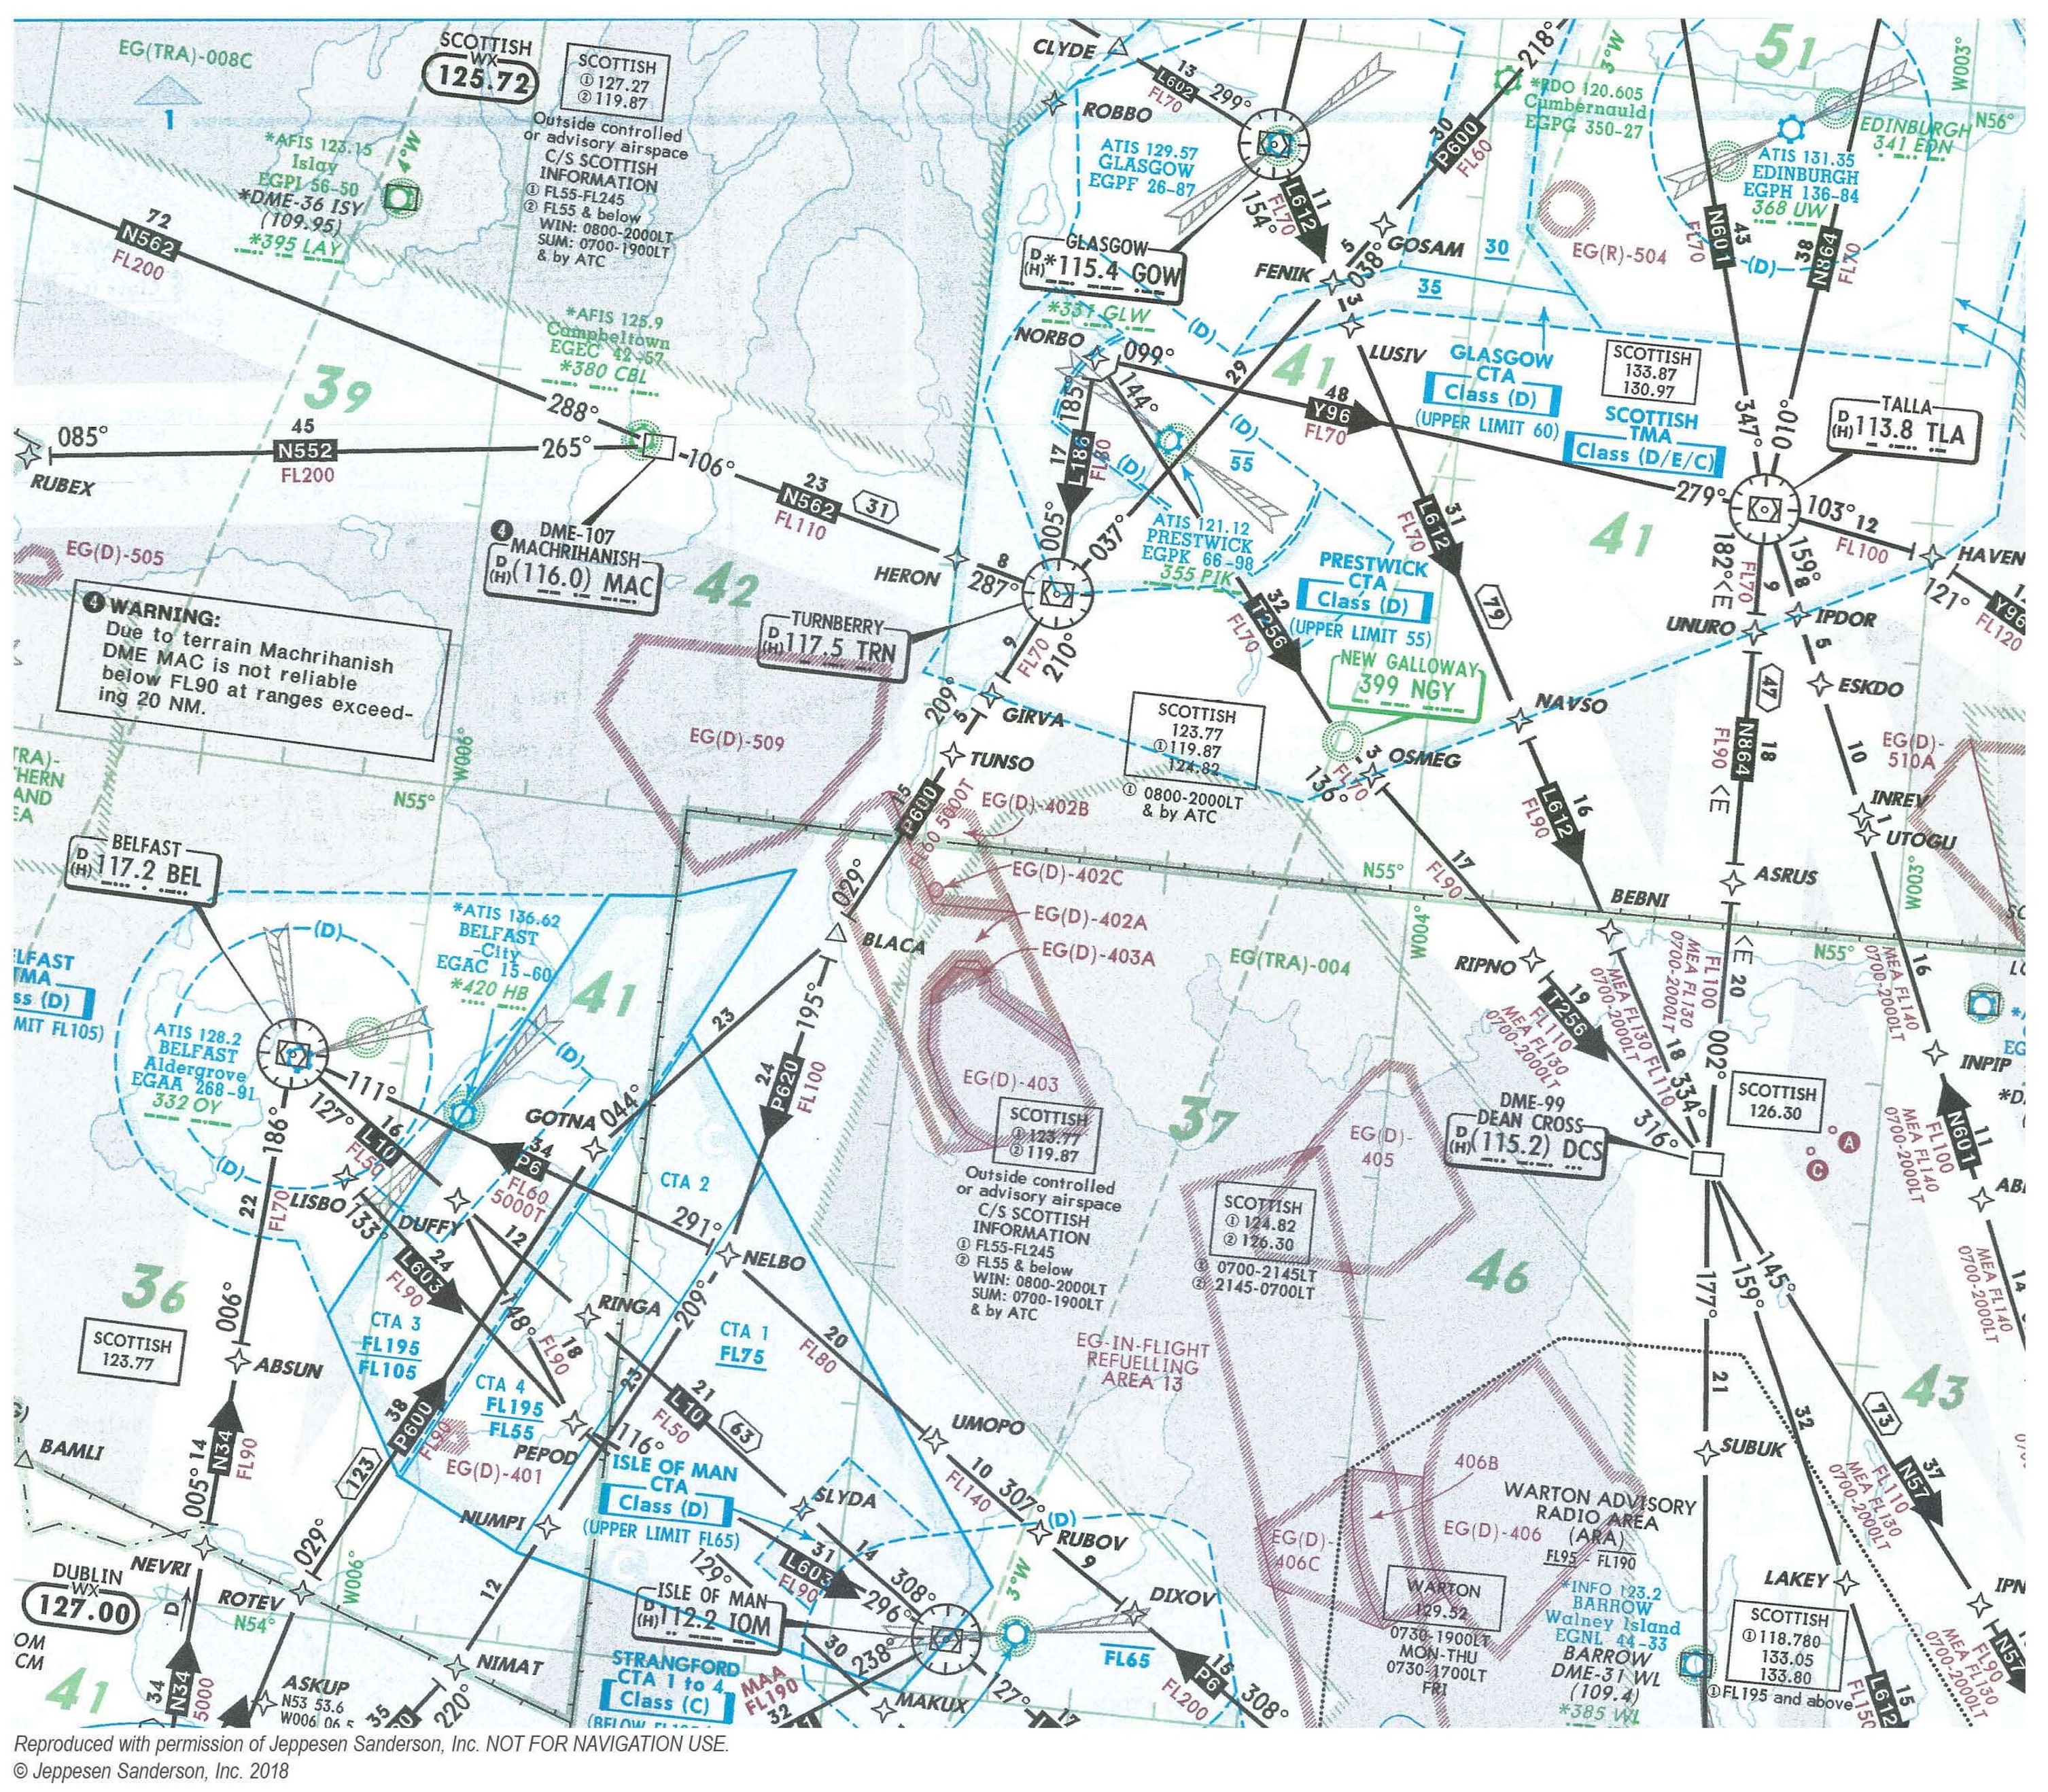 EG(TRA)-008C
1
SCOTTISH
WX
125.72
SCOTTISH
① 127.27
② 119.87
Outside controlled
or advisory airspace
C/S SCOTTISH
INFORMATION
① FL55-FL245
② FL55 & below
WIN: 0800-2000LT
SUM: 0700-1900LT
& by ATC
*AFIS 123.15
Islay
EGPI 56-50
*DME-36 ISY
(109.95)
*395 LAY
4°W
72
N562
FL200
CLYDE
13
L602
FL70
299°
ROBBO
ATIS 129.57
GLASGOW
EGPF 26-87
11
L612
FL70
154°
GLASGOW
D
(H)
*115.4 GOW
*331 GLW
218°
30
P600
FL60
3°W
*RDO 120.605
Cumbernauld
EGPG 350-27
EG(R)-504
GOSAM
30
35
5
038°
FENIK
13
LUSIV
51
W003°
N56°
EDINBURGH
341 EDN
ATIS 131.35
EDINBURGH
EGPH 136-84
368 UW
N601
43
FL70
(D)
38
N864
FL70
*AFIS 125.9
Campbeltown
EGEC 42-57
*380 CBL
39
288°
085°
45
N552
FL200
265°
RUBEX
106°
23
N562
31
FL110
HERON
8
287°
④ DME-107
MACHRIHANISH
D
(H)
(116.0) MAC
EG(D)-505
④ WARNING:
Due to terrain Machrihanish
DME MAC is not reliable
below FL90 at ranges exceed-
ing 20 NM.
42
NORBO
099°
144°
185°
17
L186
FL80
005°
(D)
(D)
(D)
29
037°
41
48
Y96
FL70
55
GLASGOW
CTA
Class (D)
(UPPER LIMIT 60)
SCOTTISH
133.87
130.97
SCOTTISH
TMA
Class (D/E/C)
TALLA
D
(H)
113.8 TLA
347°
010°
279°
103°
12
FL100
HAVEN
121°
Y96
FL120
ATIS 121.12
PRESTWICK
EGPK 66-98
355 PIK
PRESTWICK
CTA
Class (D)
(UPPER LIMIT 55)
31
L612
FL70
79
41
182°
<E
FL70
9
159°
8
UNURO
IPDOR
5
ESKDO
47
18
N864
FL90
<E
32
T256
FL70
NEW GALLOWAY
399 NGY
TURNBERRY
D
(H)
117.5 TRN
9
FL70
210°
209°
5
GIRVA
TUNSO
SCOTTISH
123.77
①119.87
124.82
① 0800-2000LT
& by ATC
NAVSO
3
OSMEG
136°
FL70
EG(D)-509
EG(D)-
510A
10
INREV
1
UTOGU
W006°
N55°
15
P600
FL60 5000T
EG(D)-402B
EG(D)-402C
EG(D)-402A
EG(D)-403A
EG(D)-403
EG(TRA)-004
029°
BLACA
17
FL90
16
L612
FL90
N55°
W004°
BEBNI
ASRUS
W003°
N55°
<E
20
RIPNO
19
T256
FL110
MEA FL130
0700-2000LT
MEA FL130
0700-2000LT
18
FL110
334°
FL100
MEA FL130
0700-2000LT
002°
16
MEA FL140
0700-2000LT
INPIP
BELFAST
D
(H)
117.2 BEL
(D)
*ATIS 136.62
BELFAST
-City
EGAC 15-60
*420 HB
41
ATIS 128.2
BELFAST
Aldergrove
EGAA 268-91
332 OY
(D)
(D)
111°
127°
186°
16
L10
FL50
34
P6
FL60
5000T
GOTNA
044°
23
195°
24
P620
FL100
CTA 2
291°
NELBO
LISBO
133°
DUFFY
12
22
FL70
24
L603
FL90
148°
FL90
18
RINGA
209°
CTA 1
FL75
20
FL80
36
SCOTTISH
123.77
006°
ABSUN
CTA 3
FL195
FL105
CTA 4
FL195
FL55
23
21
L10
FL50
63
38
P600
FL90
123
EG(D)-401
PEPOD
116°
BAMLI
14
N34
FL90
005°
NEVRI
ROTEV
029°
W006°
N54°
NUMPI
12
DUBLIN
WX
127.00
D
34
N34
5000
ASKUP
N53 53.6
W006 06.5
41
NIMAT
220°
35
ISLE OF MAN
CTA
Class (D)
(UPPER LIMIT FL65)
SLYDA
31
L603
FL90
14
308°
296°
129°
ISLE OF MAN
D
(H)
112.2 IOM
30
238°
MAA
FL190
32
STRANGFORD
CTA 1 to 4
Class (C)
MAKUX
127°
17
UMOPO
10
FL140
307°
(D)
RUBOV
9
3°W
DIXOV
FL65
15
P6
FL200
308°
SCOTTISH
① 123.77
② 119.87
Outside controlled
or advisory airspace
C/S SCOTTISH
INFORMATION
① FL55-FL245
② FL55 & below
WIN: 0800-2000LT
SUM: 0700-1900LT
& by ATC
37
EG(D)-
405
SCOTTISH
① 124.82
② 126.30
① 0700-2145LT
② 2145-0700LT
EG-IN-FLIGHT
REFUELLING
AREA 13
46
DME-99
DEAN CROSS
D
(H)
(115.2) DCS
316°
SCOTTISH
126.30
A
C
11
N601
FL100
MEA FL140
0700-2000LT
MEA FL140
0700-2000LT
14
177°
159°
145°
21
32
SUBUK
73
37
N57
FL110
MEA FL130
0700-2000LT
43
406B
EG(D)-406
EG(D)-
406C
WARTON
129.52
0730-1900LT
MON-THU
0730-1700LT
FRI
WARTON ADVISORY
RADIO AREA
(ARA)
FL95 - FL190
*INFO 123.2
BARROW
Walney Island
EGNL 44-33
BARROW
DME-31 WL
(109.4)
*385 WL
LAKEY
SCOTTISH
①118.780
133.05
133.80
①FL195 and above
15
L612
FL150
FL90
MEA FL130
0700-2000LT
N57
Reproduced with permission of Jeppesen Sanderson, Inc. NOT FOR NAVIGATION USE.
© Jeppesen Sanderson, Inc. 2018